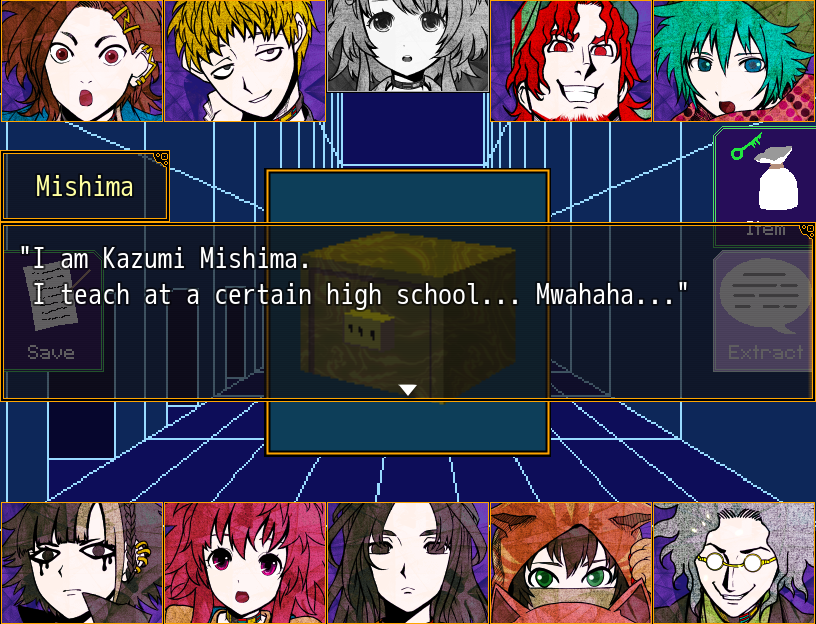 Mishima
Item
"I am Kazumi Mishima.
I teach at a certain high school... Mwahaha..."
Save
Extract